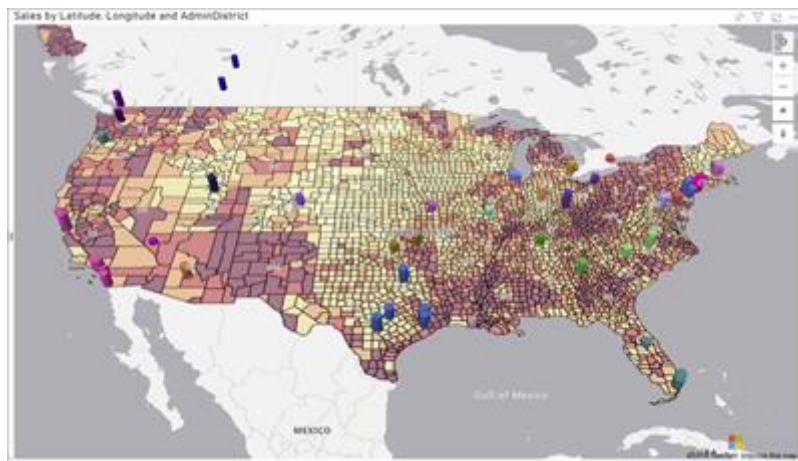 Sales by Latitude, Longitude and AdminDistrict
Gulf of Mexico
MEXICO